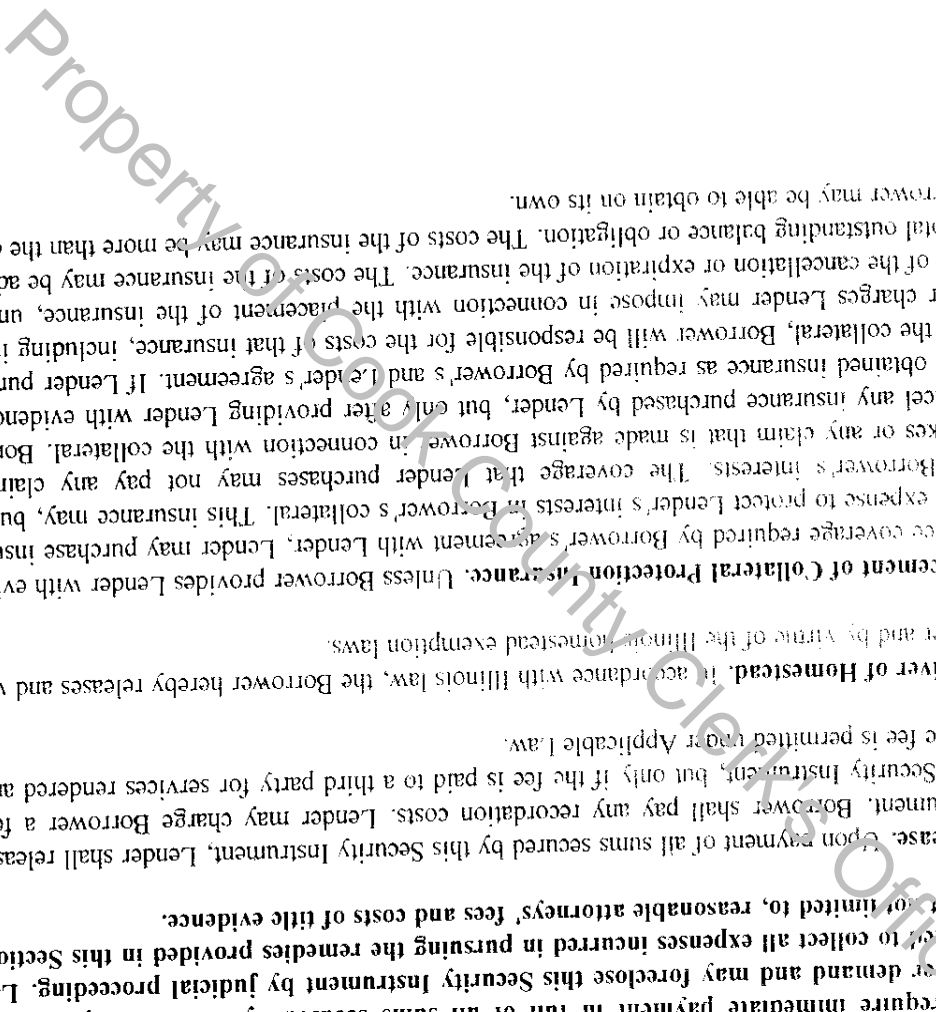 require immediate payment in full of all sums
er demand and may foreclose this Security Instrument by judicial proceeding. L
ed to collect all expenses incurred in pursuing the remedies provided in this Sectio
t not limited to, reasonable attorneys' fees and costs of title evidence.
ease. Upon payment of all sums secured by this Security Instrument, Lender shall releas
ument. Borrower shall pay any recordation costs. Lender may charge Borrower a fe
Security Instrument, but only if the fee is paid to a third party for services rendered an
e fee is permitted under Applicable Law.
iver of Homestead. In accordance with Illinois law, the Borrower hereby releases and w
er and by virtue of the Illinois homestead exemption laws.
cement of Collateral Protection Insurance. Unless Borrower provides Lender with evi
ce coverage required by Borrower's agreement with Lender, Lender may purchase insu
expense to protect Lender's interests in Borrower's collateral. This insurance may, bu
Borrower's interests. The coverage that Lender purchases may not pay any claim
kes or any claim that is made against Borrower in connection with the collateral. Bor
cel any insurance purchased by Lender, but only after providing Lender with evidenc
obtained insurance as required by Borrower's and Lender's agreement. If Lender pur
the collateral, Borrower will be responsible for the costs of that insurance, including i
r charges Lender may impose in connection with the placement of the insurance, un
of the cancellation or expiration of the insurance. The costs of the insurance may be ad
otal outstanding balance or obligation. The costs of the insurance may be more than the c
rower may be able to obtain on its own.
Property of Cook County Clerk's Offic